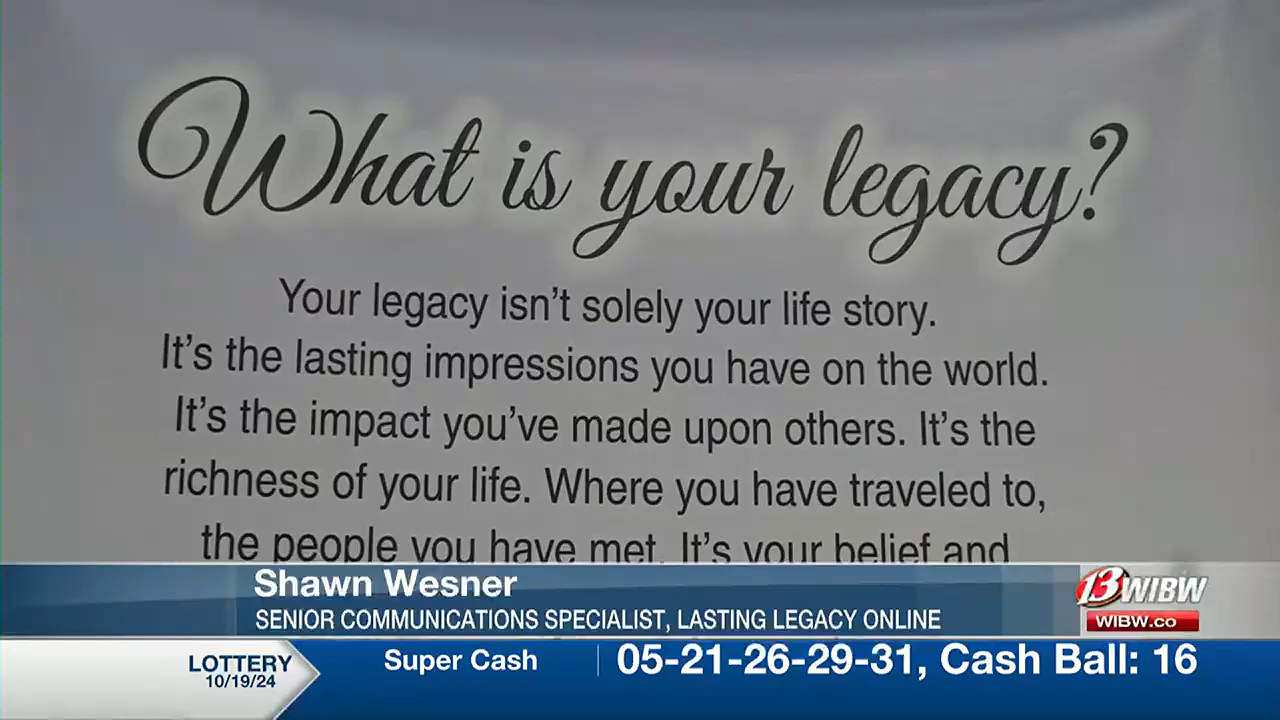 What is your legacy?
Your legacy isn't solely your life story.
It's the lasting impressions you have on the world.
It's the impact you've made upon others. It's the
richness of your life. Where you have traveled to,
the people you have met. It's your belief and
Shawn Wesner
SENIOR COMMUNICATIONS SPECIALIST, LASTING LEGACY ONLINE
13 WIBW
WIBW.co
LOTTERY
10/19/24
Super Cash
05-21-26-29-31, Cash Ball: 16